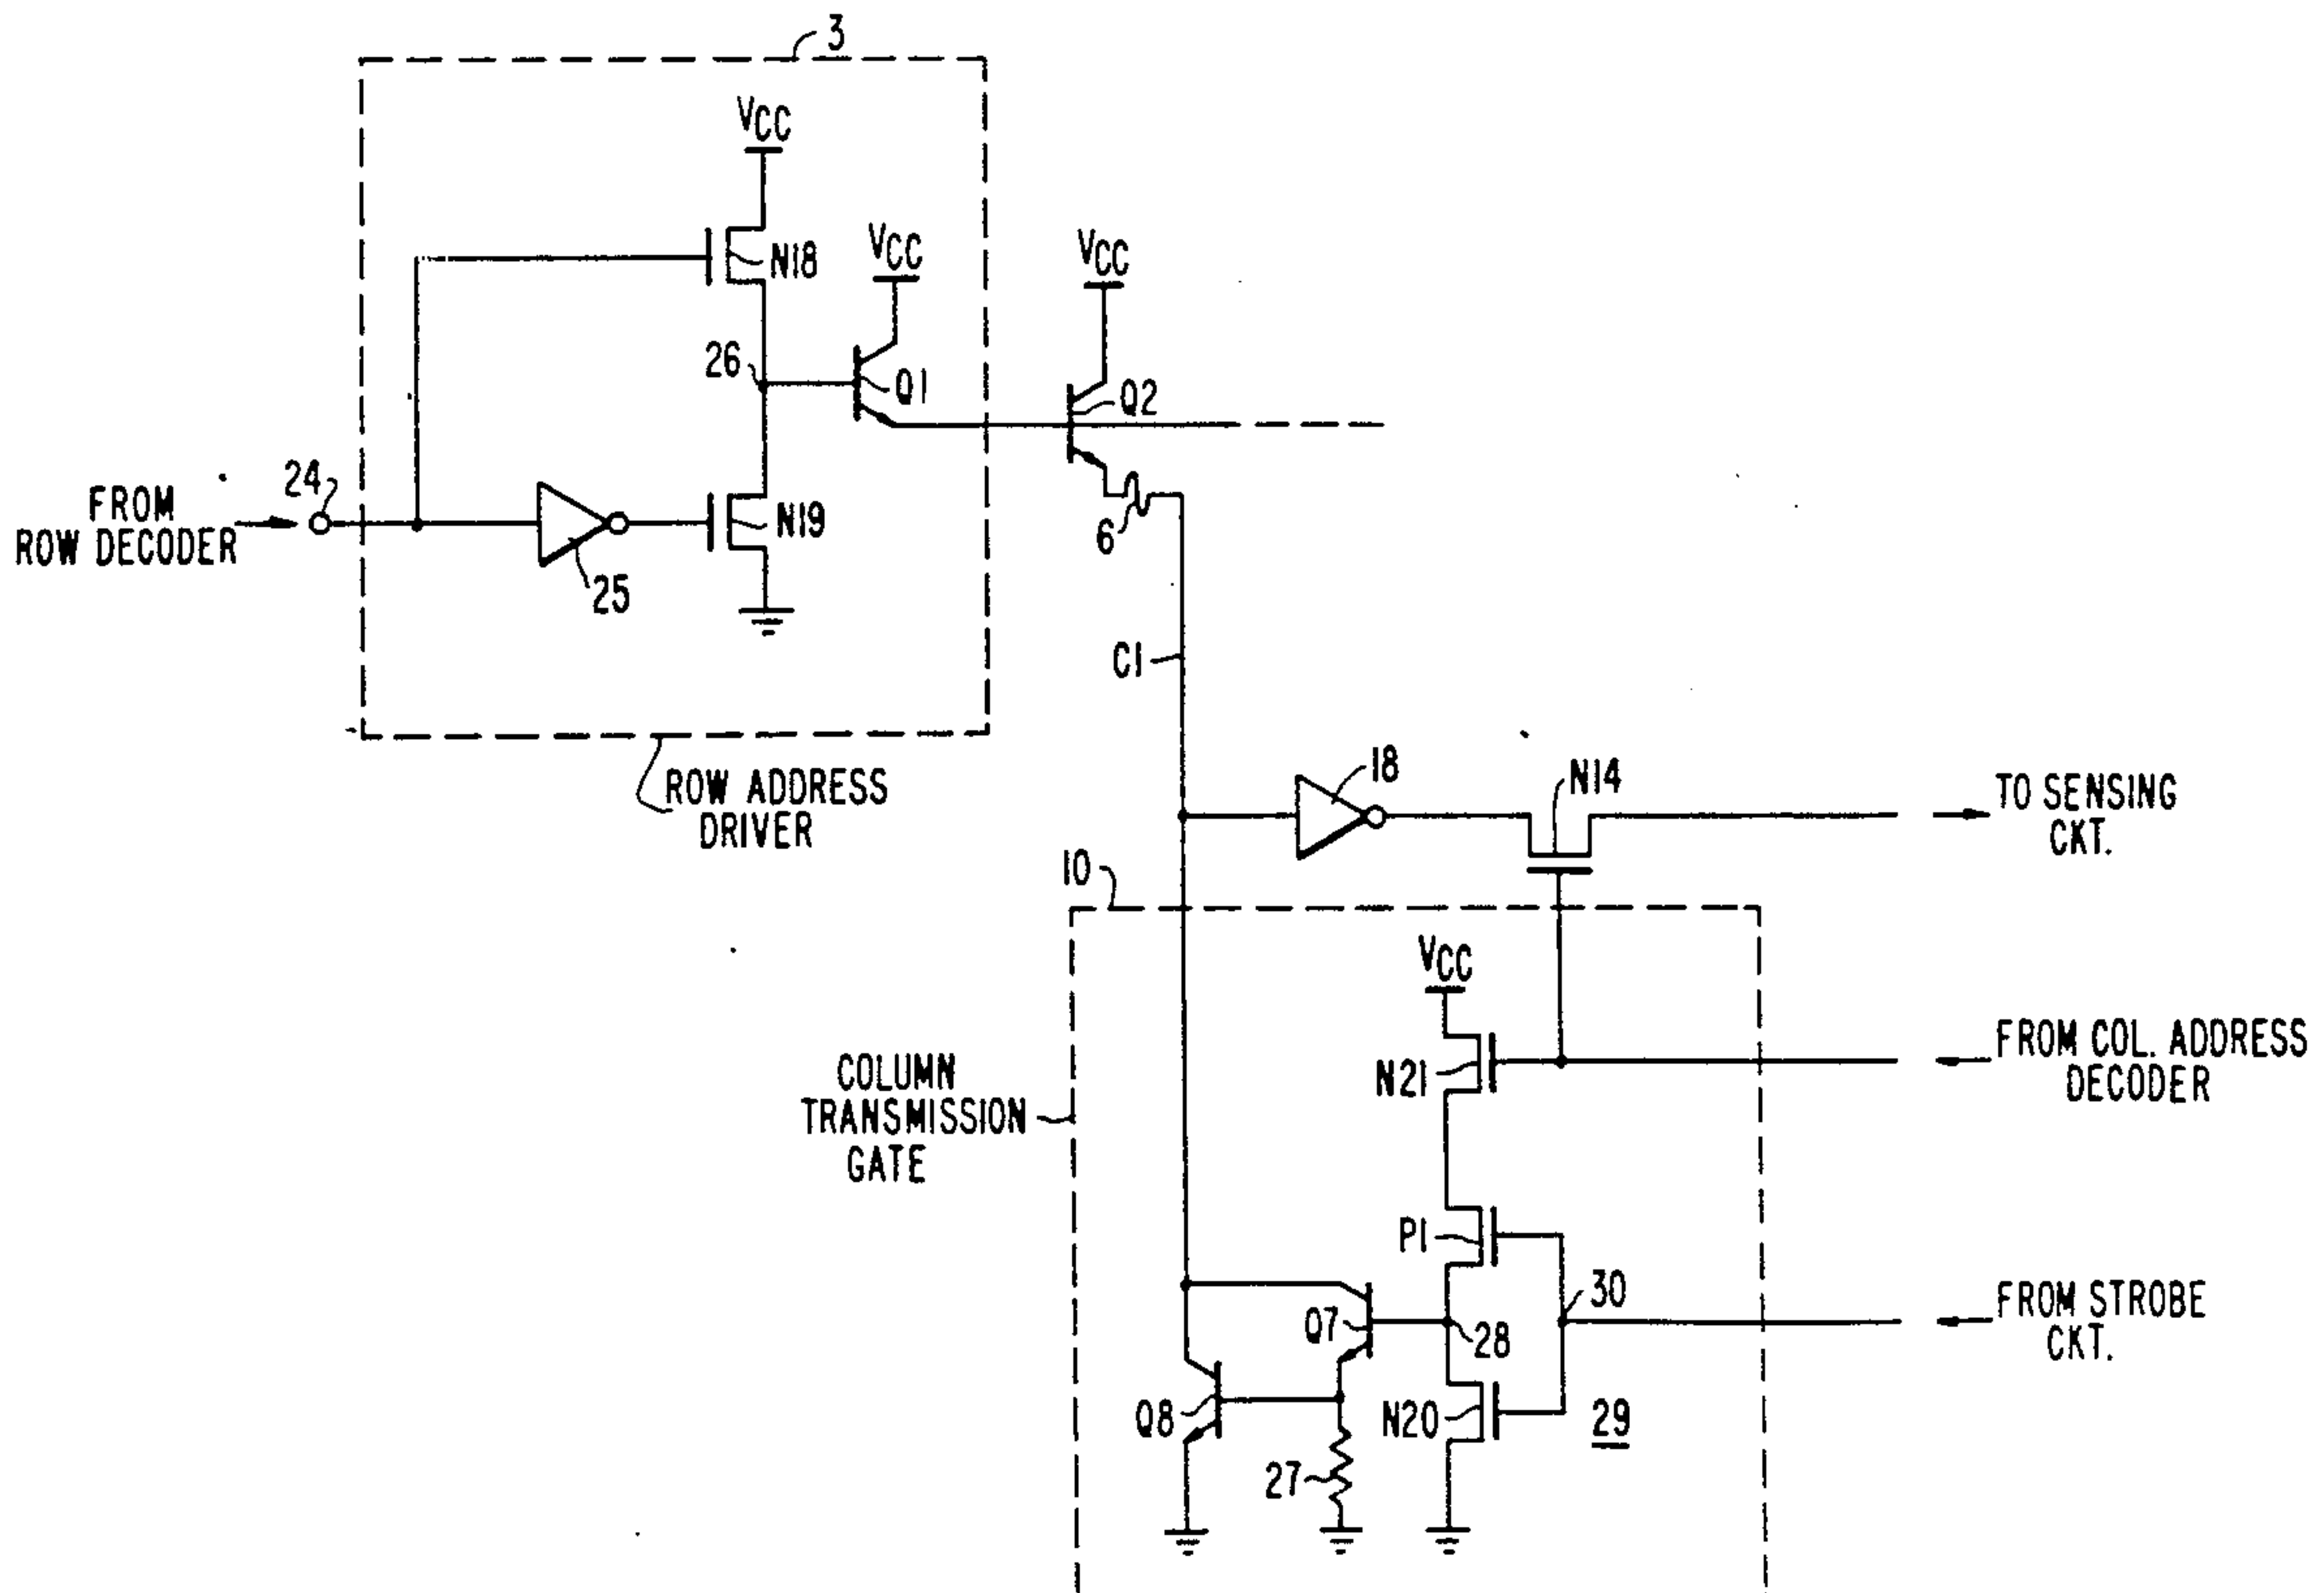 3
VCC
N18
VCC
VCC
26
Q1
Q2
24
FROM
ROW DECODER
N19
25
6
C1
18
N14
TO SENSING
CKT.
ROW ADDRESS
DRIVER
10
VCC
N21
FROM COL. ADDRESS
DECODER
COLUMN
TRANSMISSION
GATE
P1
30
FROM STROBE
CKT.
Q7
28
Q8
N20
29
27